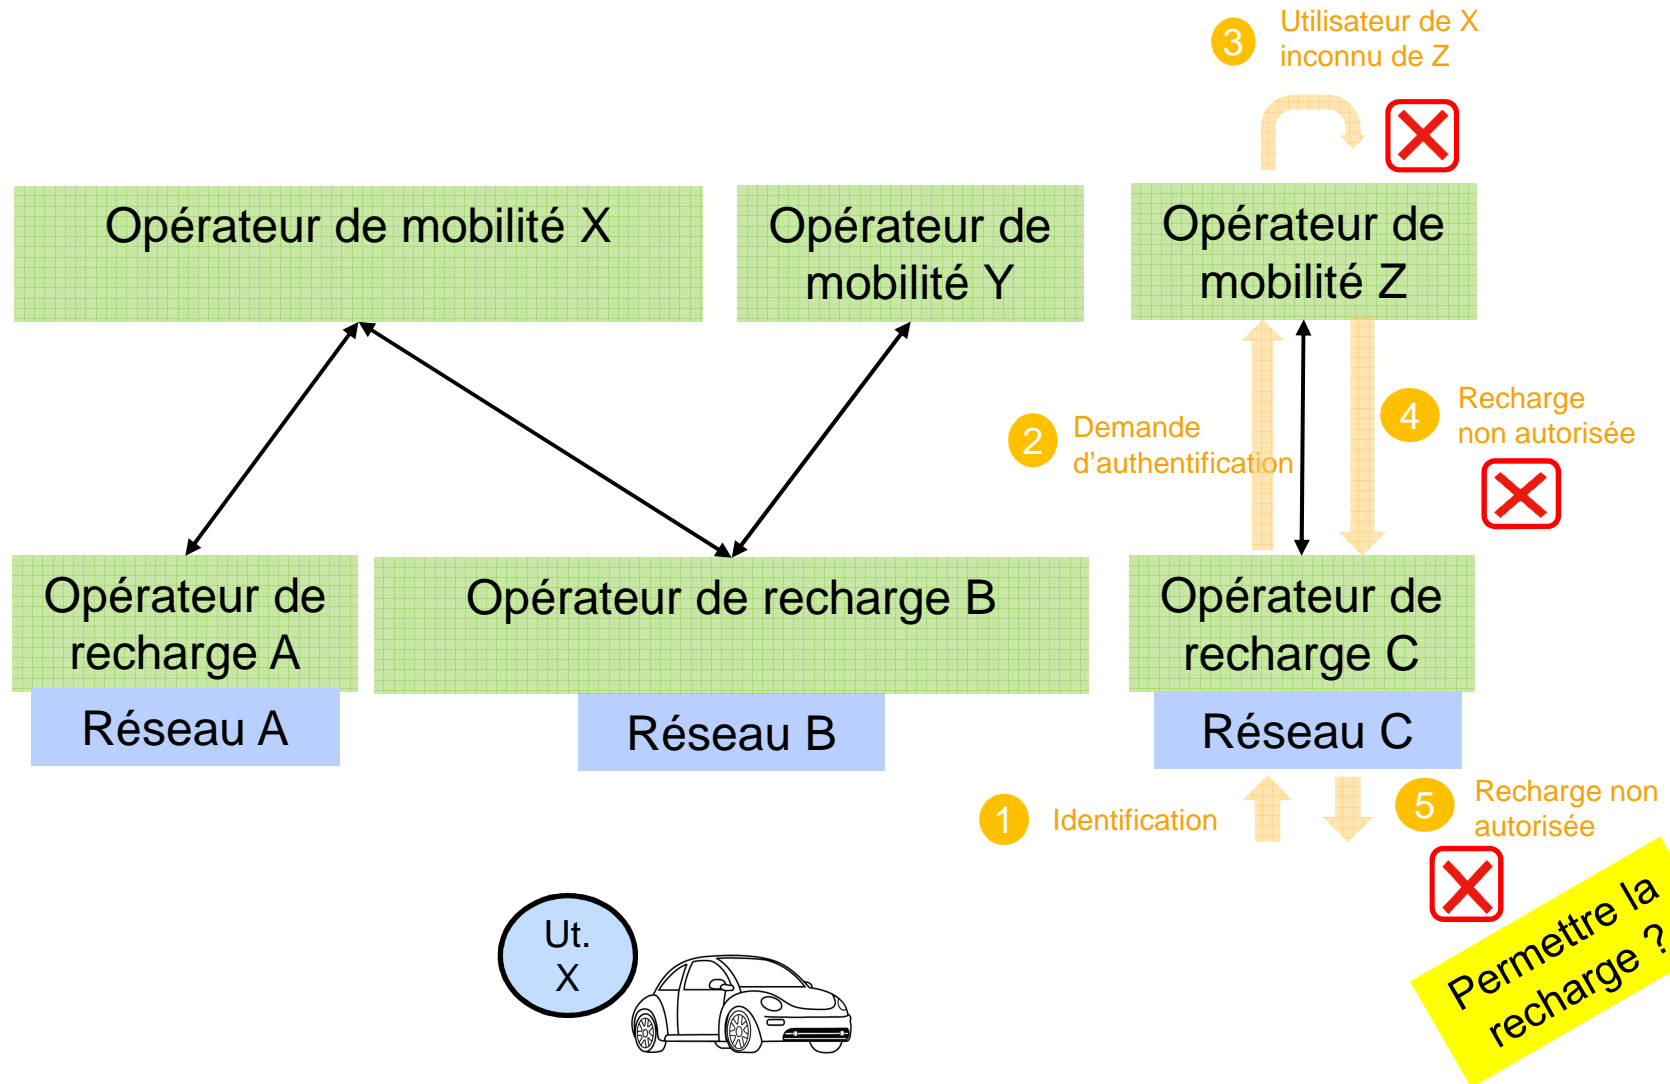 3
Utilisateur de X
inconnu de Z
Opérateur de mobilité X
Opérateur de
mobilité Y
Opérateur de
mobilité Z
2
Demande
d'authentification
4
Recharge
non autorisée
Opérateur de
recharge A
Opérateur de recharge B
Opérateur de
recharge C
Réseau A
Réseau B
Réseau C
1
Identification
5
Recharge non
autorisée
Permettre la
recharge ?
Ut.
X